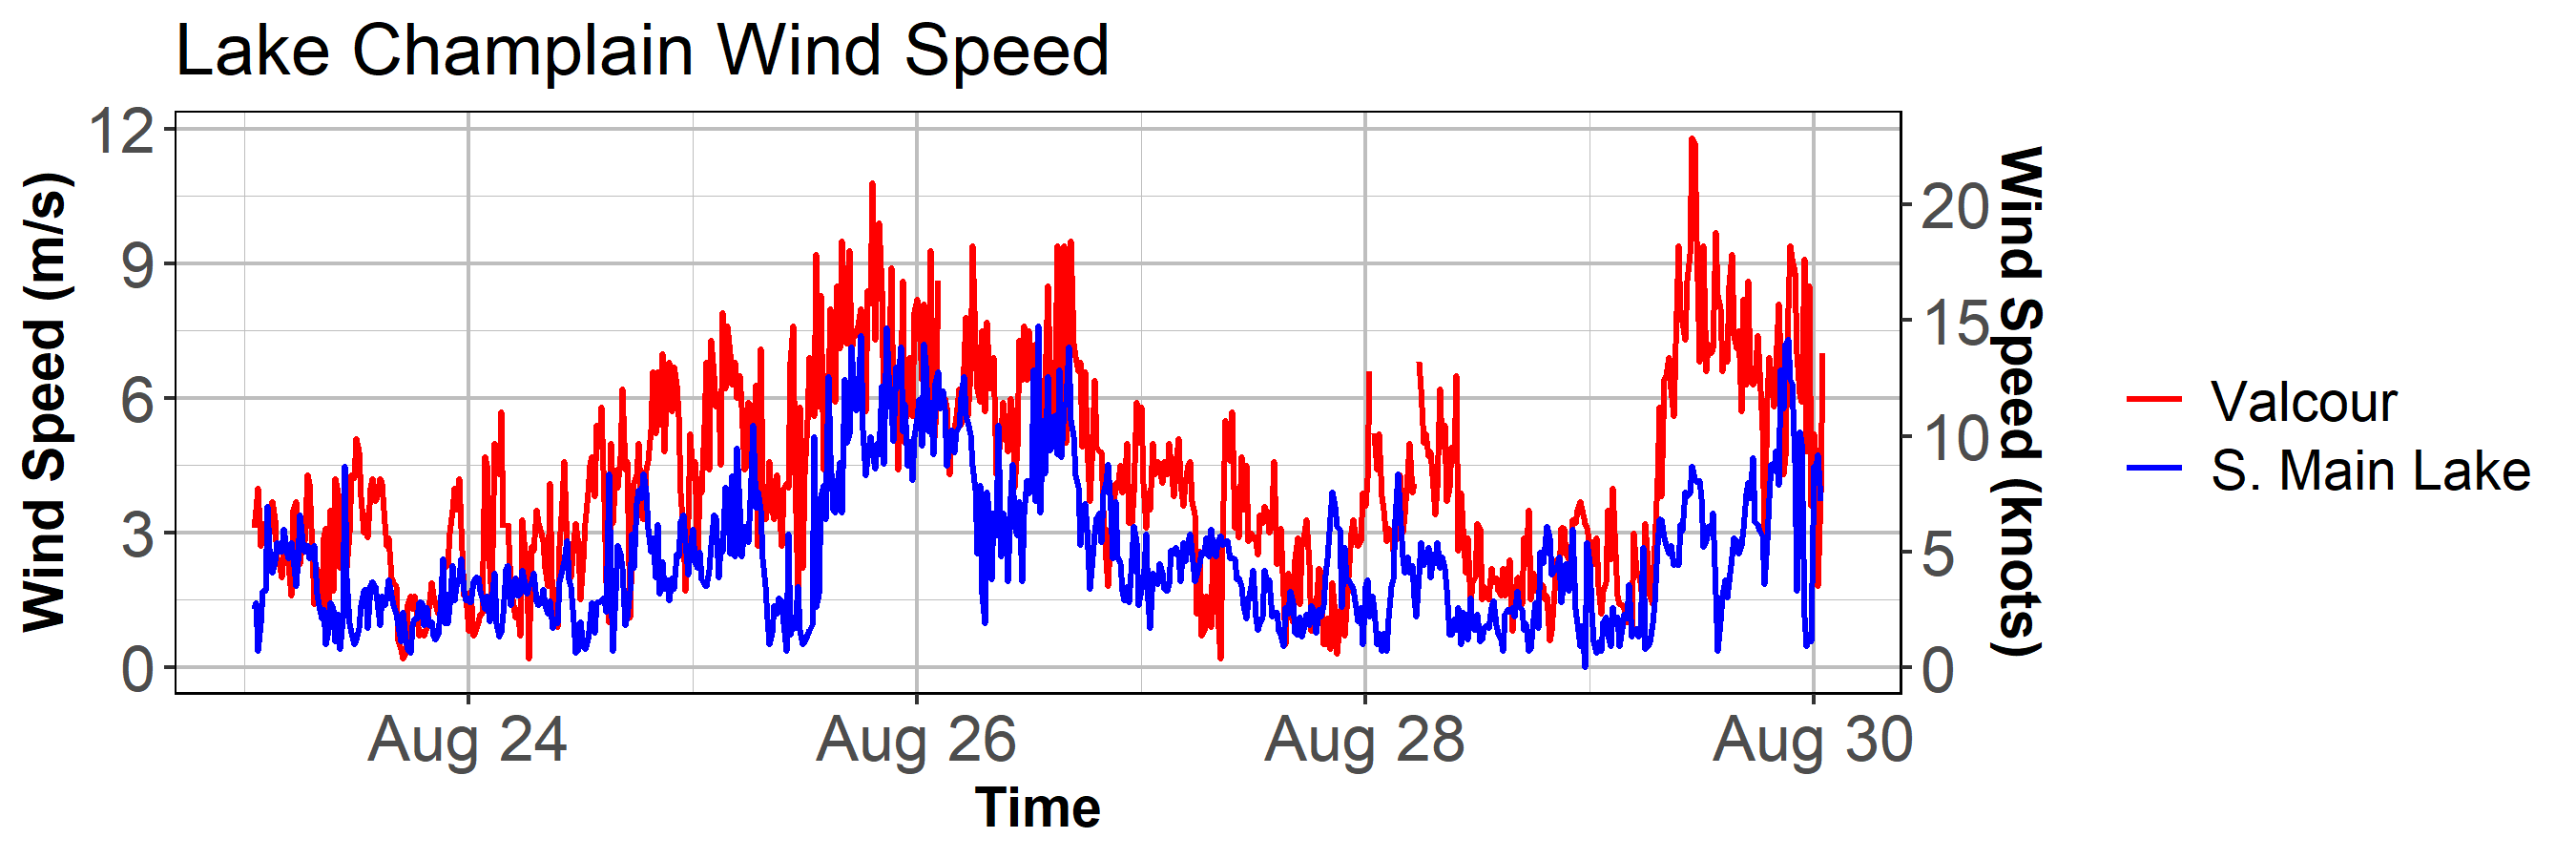 Lake Champlain Wind Speed
Wind Speed (m/s)
12
9
6
3
0
20
15
10
5
0
Wind Speed (knots)
Aug 24
Aug 26
Aug 28
Aug 30
Time
Valcour
S. Main Lake